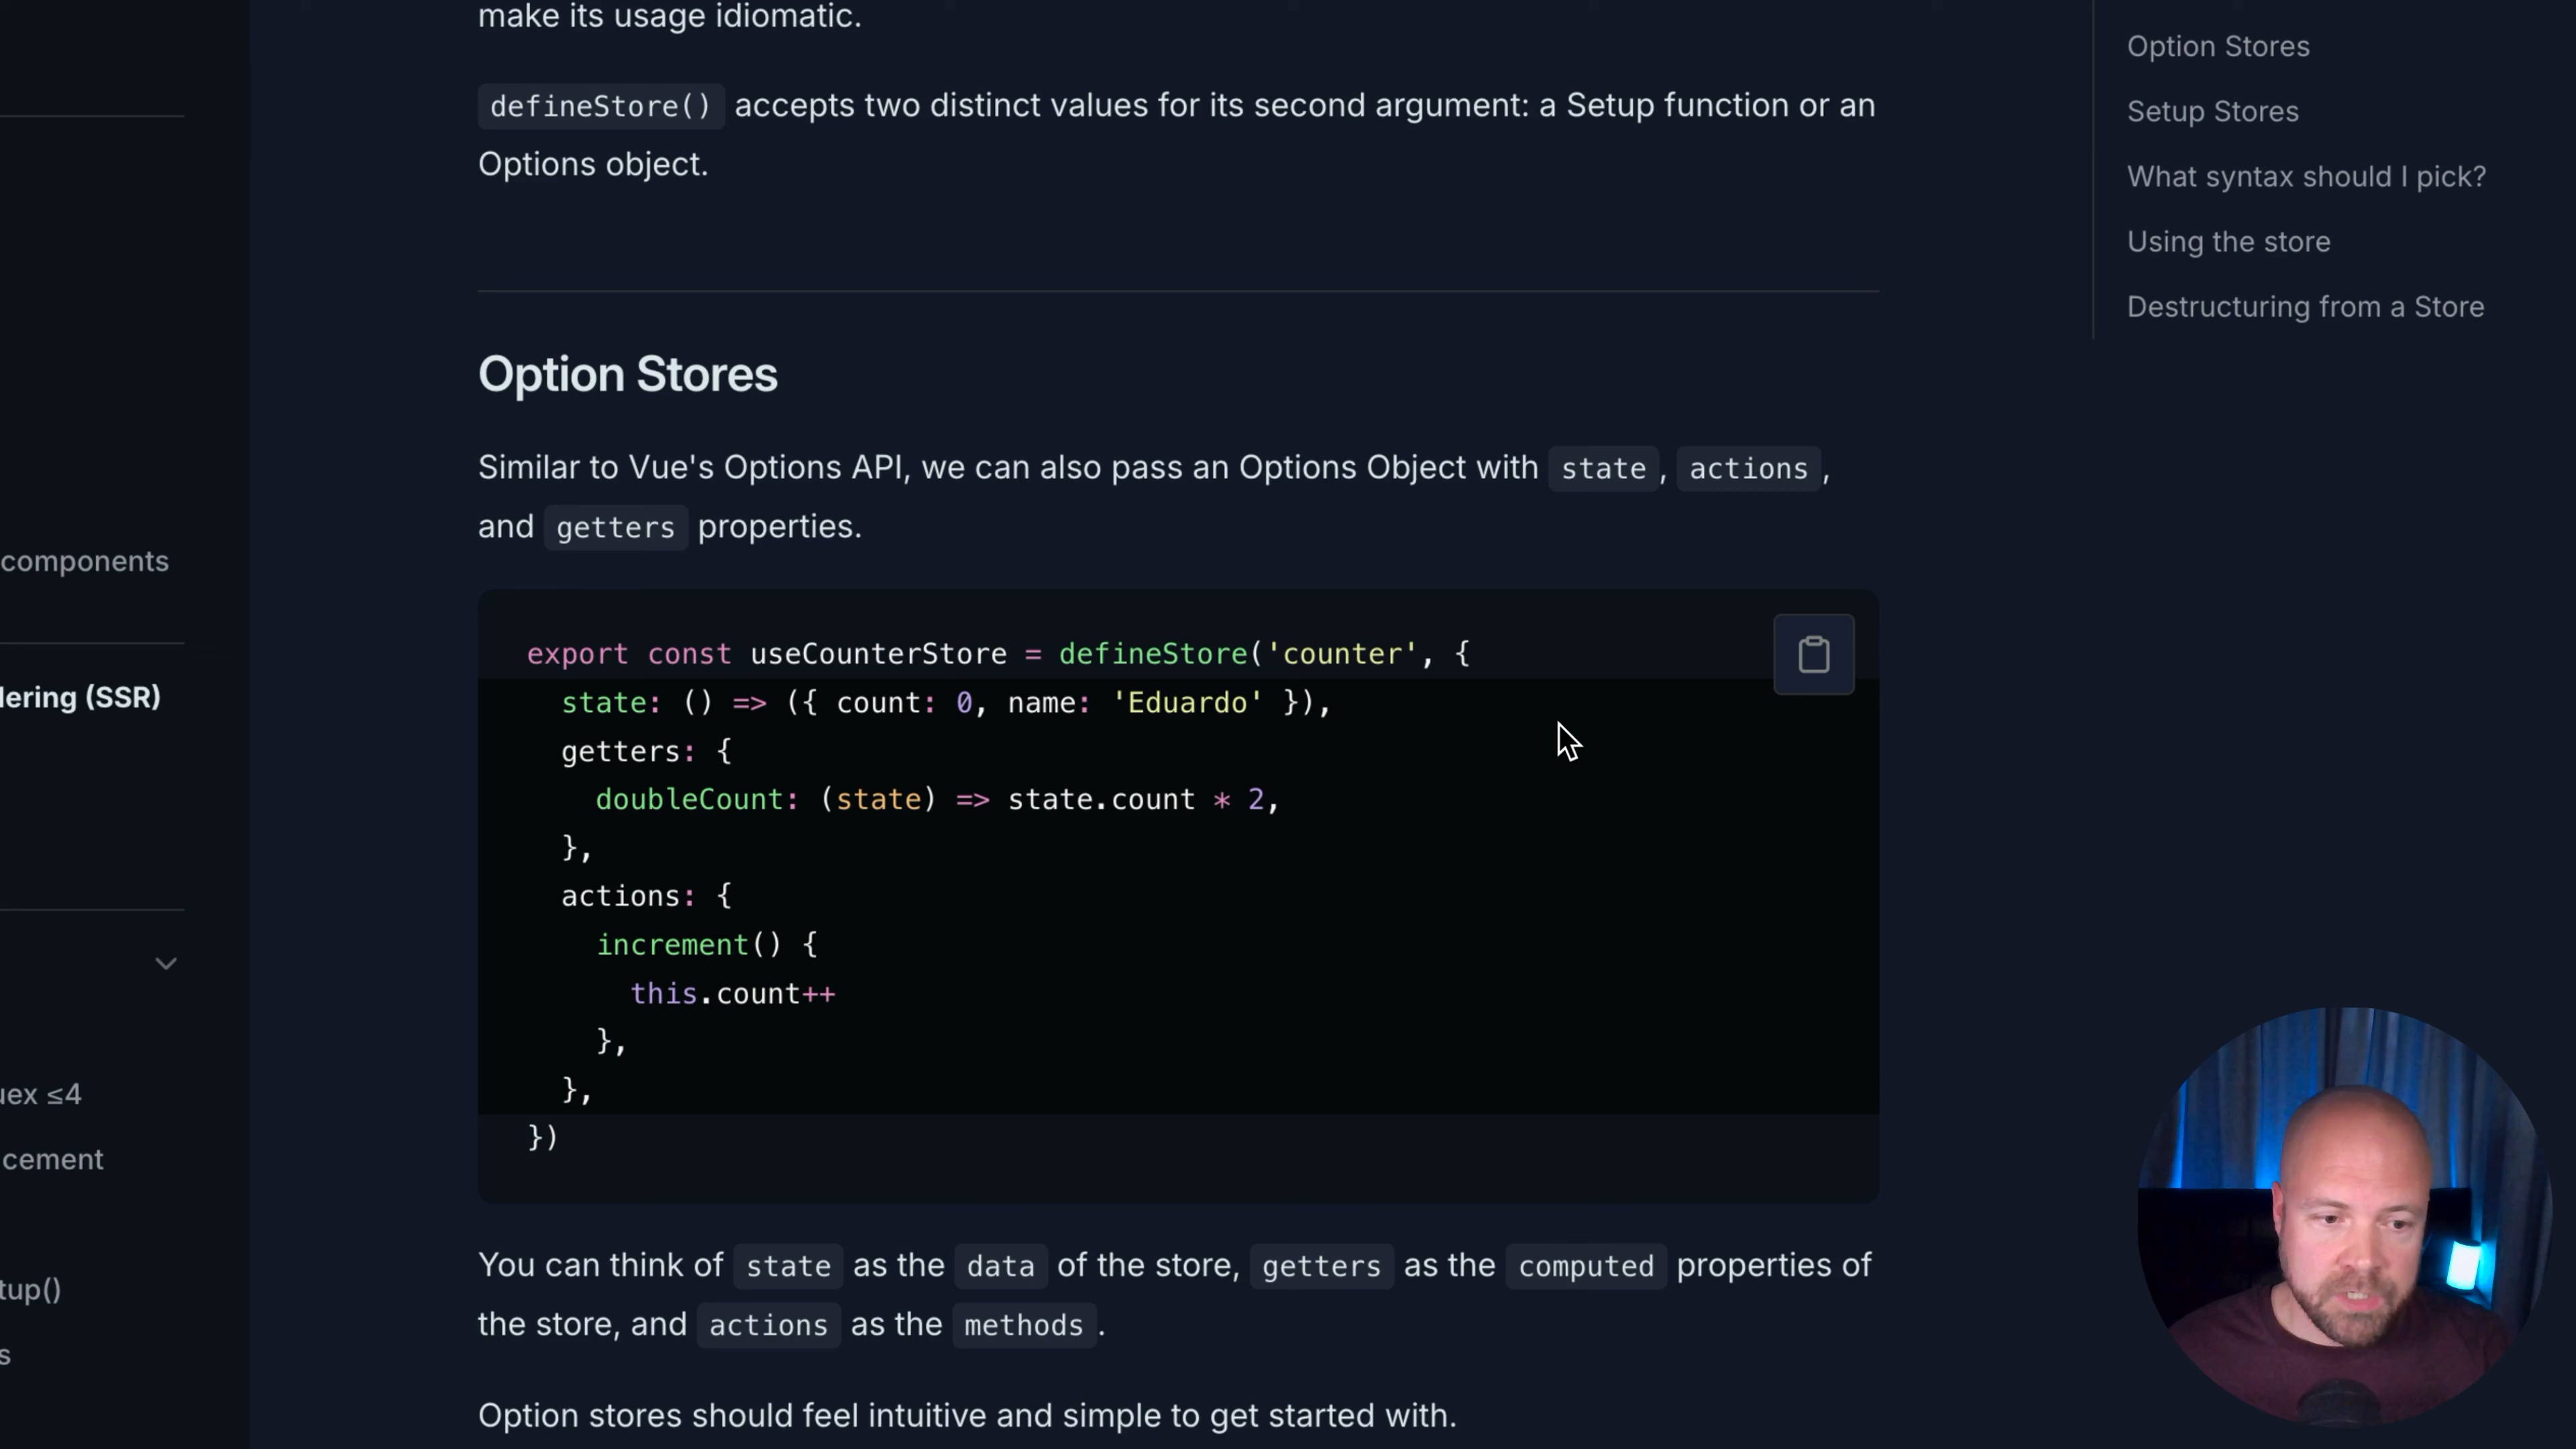 make its usage idiomatic.
defineStore() accepts two distinct values for its second argument: a Setup function or an
Options object.
Option Stores
Similar to Vue's Options API, we can also pass an Options Object with state, actions,
and getters properties.
export const useCounterStore = defineStore('counter', {
  state: () => ({ count: 0, name: 'Eduardo' }),
  getters: {
    doubleCount: (state) => state.count * 2,
  },
  actions: {
    increment() {
      this.count++
    },
  },
})
You can think of state as the data of the store, getters as the computed properties of
the store, and actions as the methods.
Option stores should feel intuitive and simple to get started with.
Option Stores
Setup Stores
What syntax should I pick?
Using the store
Destructuring from a Store
components
dering (SSR)
uex ≤4
cement
tup()
s